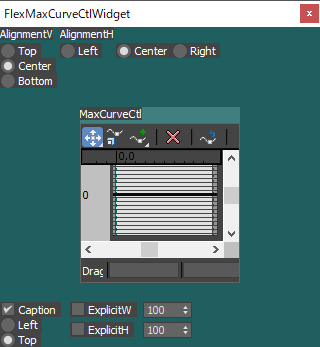 FlexMaxCurveCtlWidget
AlignmentV AlignmentH
Top Left Center Right
Center
Bottom
MaxCurveCtl
0,0
0
Drag
Caption ExplicitW 100
Left ExplicitH 100
Top